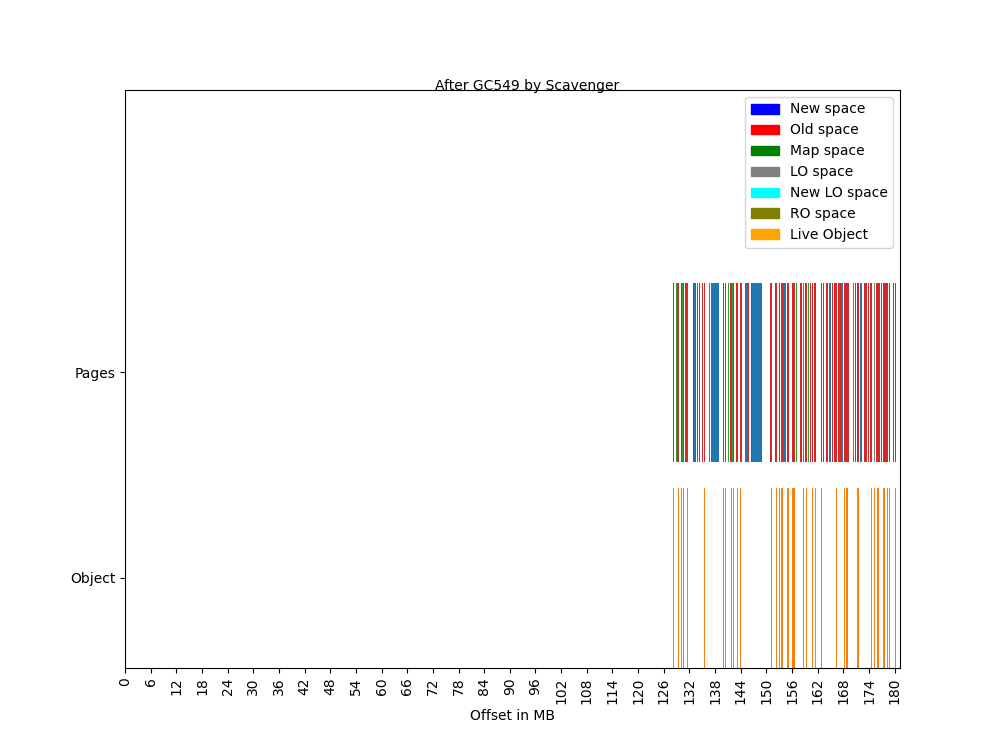 After GC549 by Scavenger
New space
Old space
Map space
LO space
New LO space
RO space
Live Object
Pages
Object
0 6 12 18 24 30 36 42 48 54 60 66 72 78 84 90 96 102 108 114 120 126 132 138 144 150 156 162 168 174 180
Offset in MB